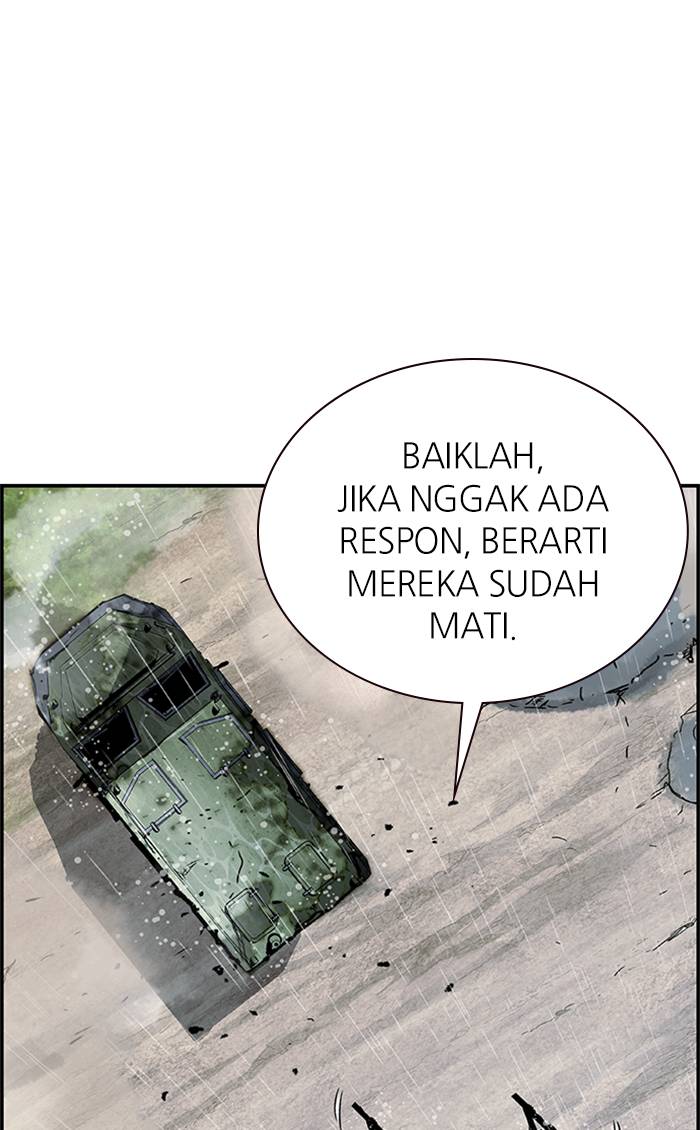 BAIKLAH,
JIKA NGGAK ADA
RESPON, BERARTI
MEREKA SUDAH
MATI.